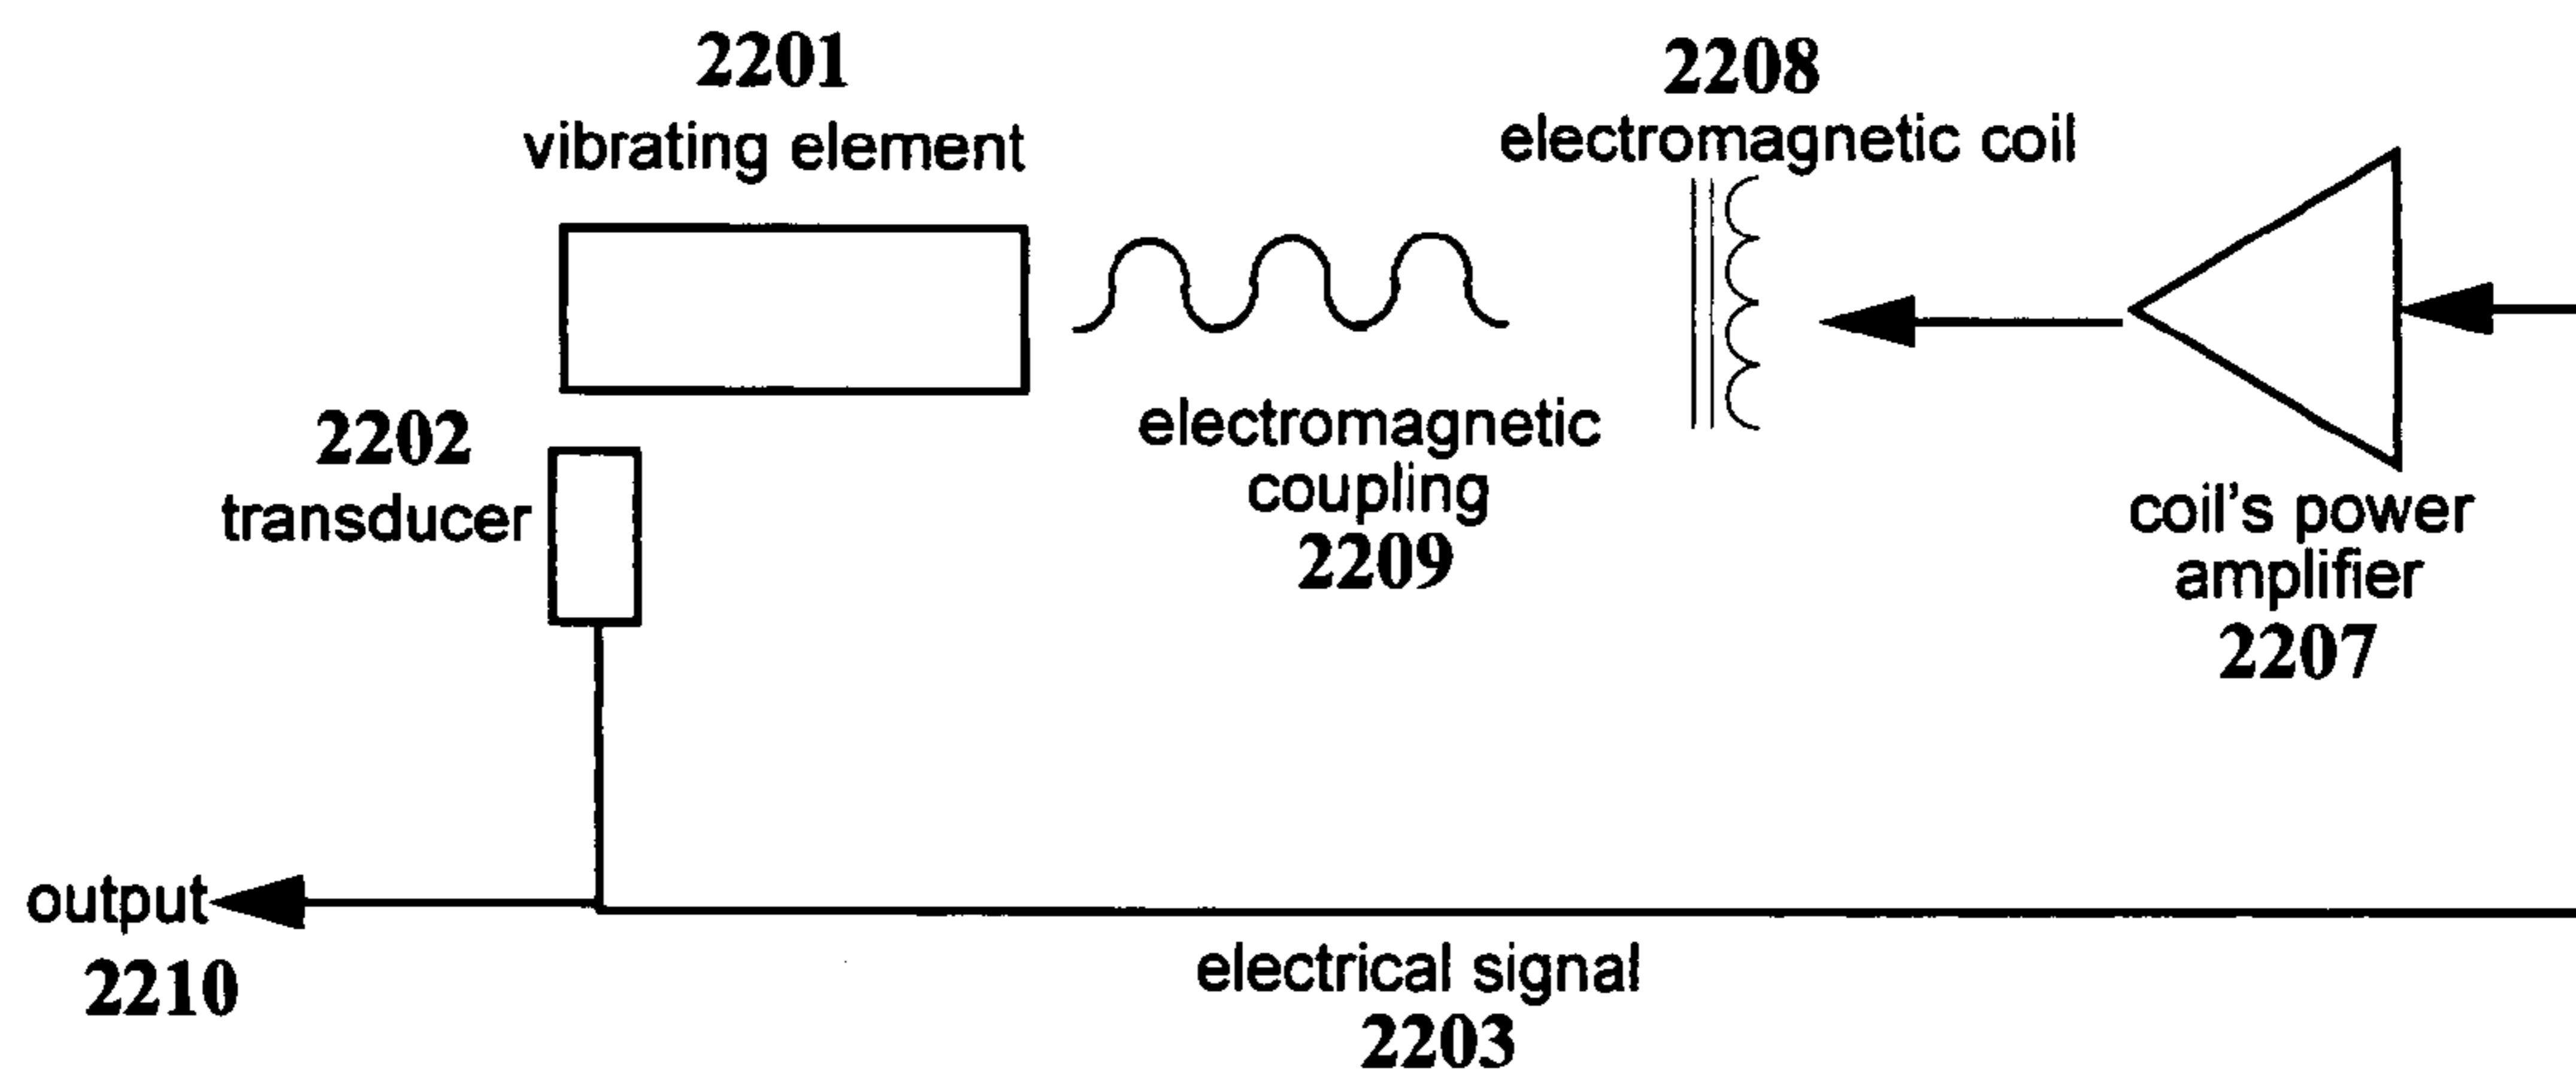 2201
vibrating element
2208
electromagnetic coil
2202
transducer
electromagnetic
coupling
2209
coil's power
amplifier
2207
output
2210
electrical signal
2203